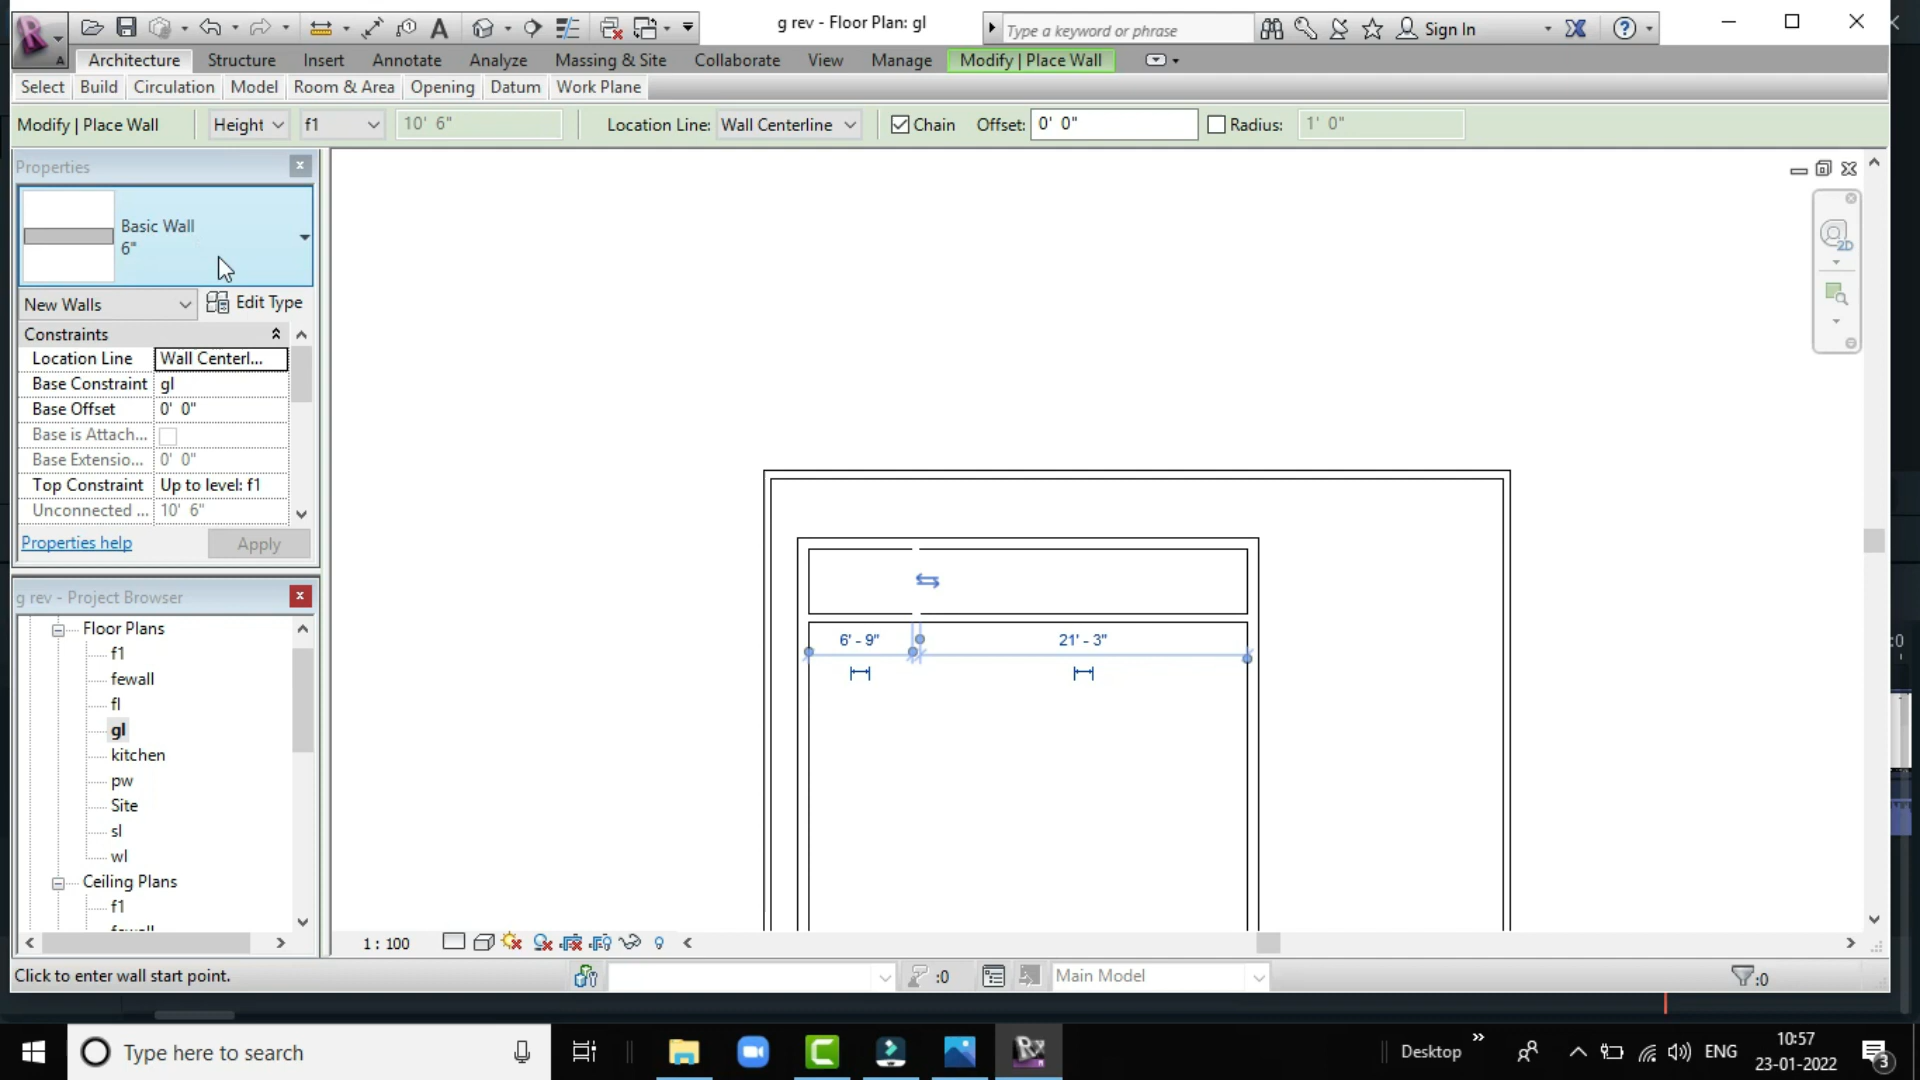 g rev - Floor Plan: gl
Type a keyword or phrase
Sign In
Architecture Structure Insert Annotate Analyze Massing & Site Collaborate View Manage Modify | Place Wall
Select Build Circulation Model Room & Area Opening Datum Work Plane
Modify | Place Wall Height f1 10' 6" Location Line: Wall Centerline Chain Offset: 0' 0" Radius: 1' 0"
Properties
Basic Wall
6"
New Walls Edit Type
Constraints
Location Line Wall Centerl...
Base Constraint gl
Base Offset 0' 0"
Base is Attach...
Base Extensio... 0' 0"
Top Constraint Up to level: f1
Unconnected ... 10' 6"
Properties help Apply
g rev - Project Browser
Floor Plans
f1
fewall
fl
gl
kitchen
pw
Site
sl
wl
Ceiling Plans
f1
2D
6' - 9" 21' - 3"
1 : 100
Click to enter wall start point. :0 Main Model :0
Type here to search
Desktop
ENG
10:57
23-01-2022
3